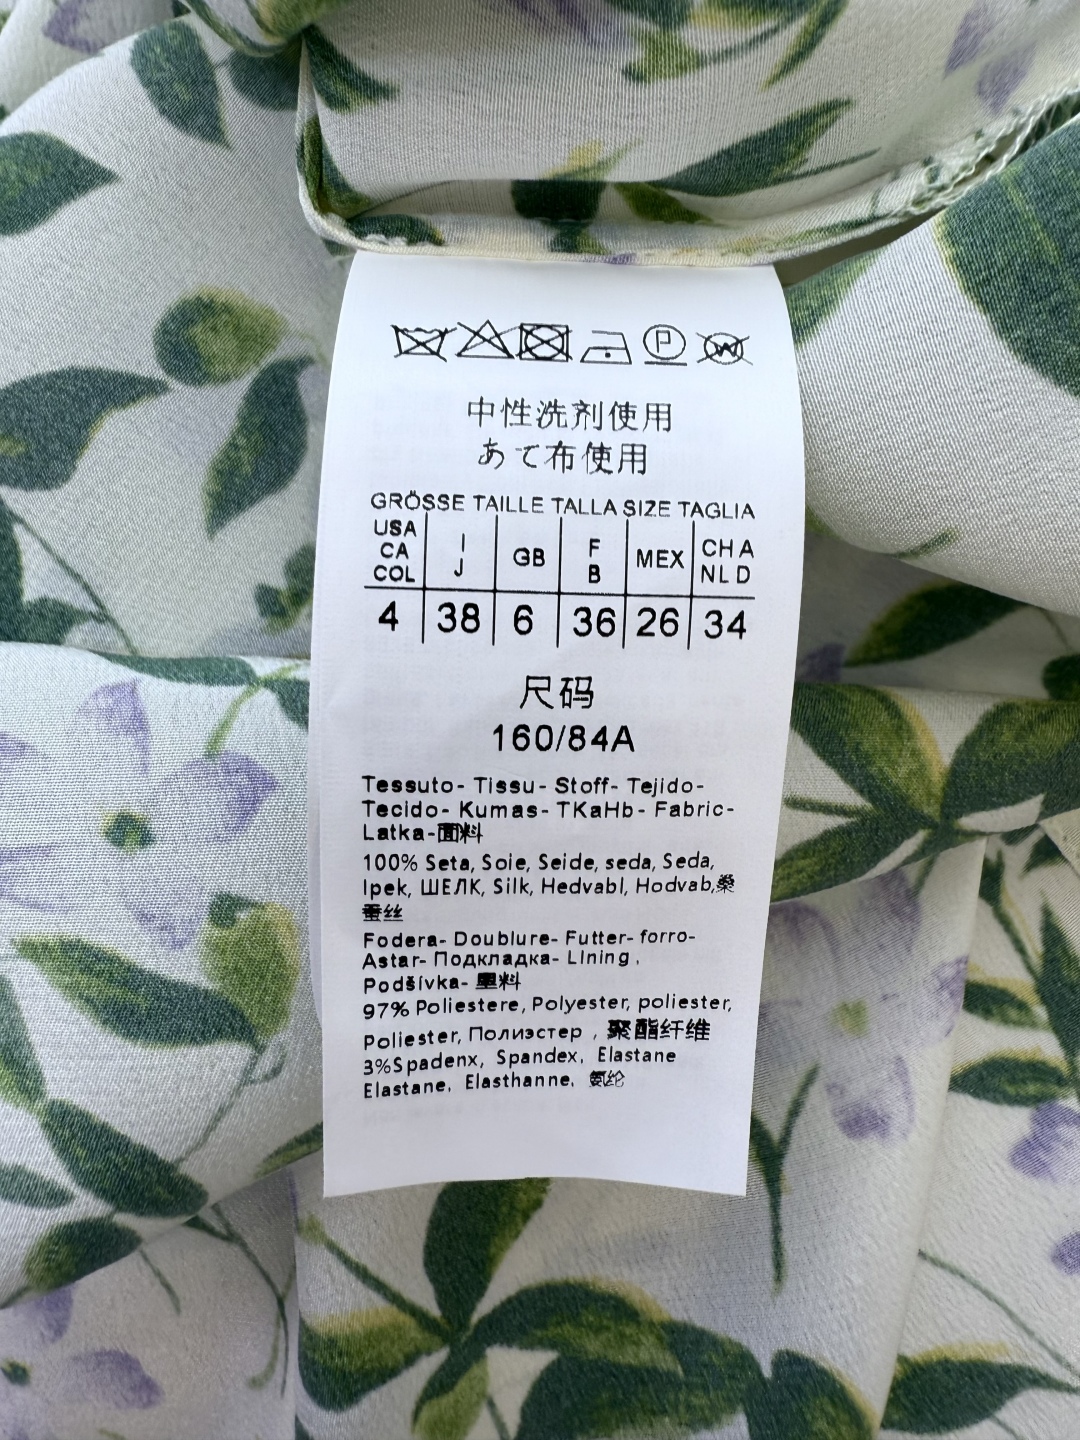 P W
中性洗剂使用
あて布使用
GRÖSSE TAILLE TALLA SIZE TAGLIA
USA CA COL I J GB F B MEX CHA NLD
4 38 6 36 26 34
尺码
160/84A
Tessuto- Tissu- Stoff- Tejido-
Tecido- Kumas- TKaHb- Fabric-
Latka-面料
100% Seta, Soie, Seide, seda, Seda,
Ipek, ШЕЛК, Silk, Hedvabl, Hodvab,桑
蚕丝
Fodera- Doublure- Futter- forro-
Astar- Подкладка- LIning,
Podšívka- 里料
97% Poliestere, Polyester, poliester,
Poliester, Полиэстер , 聚酯纤维
3%Spadenx, Spandex, Elastane
Elastane, Elasthanne, 氨纶